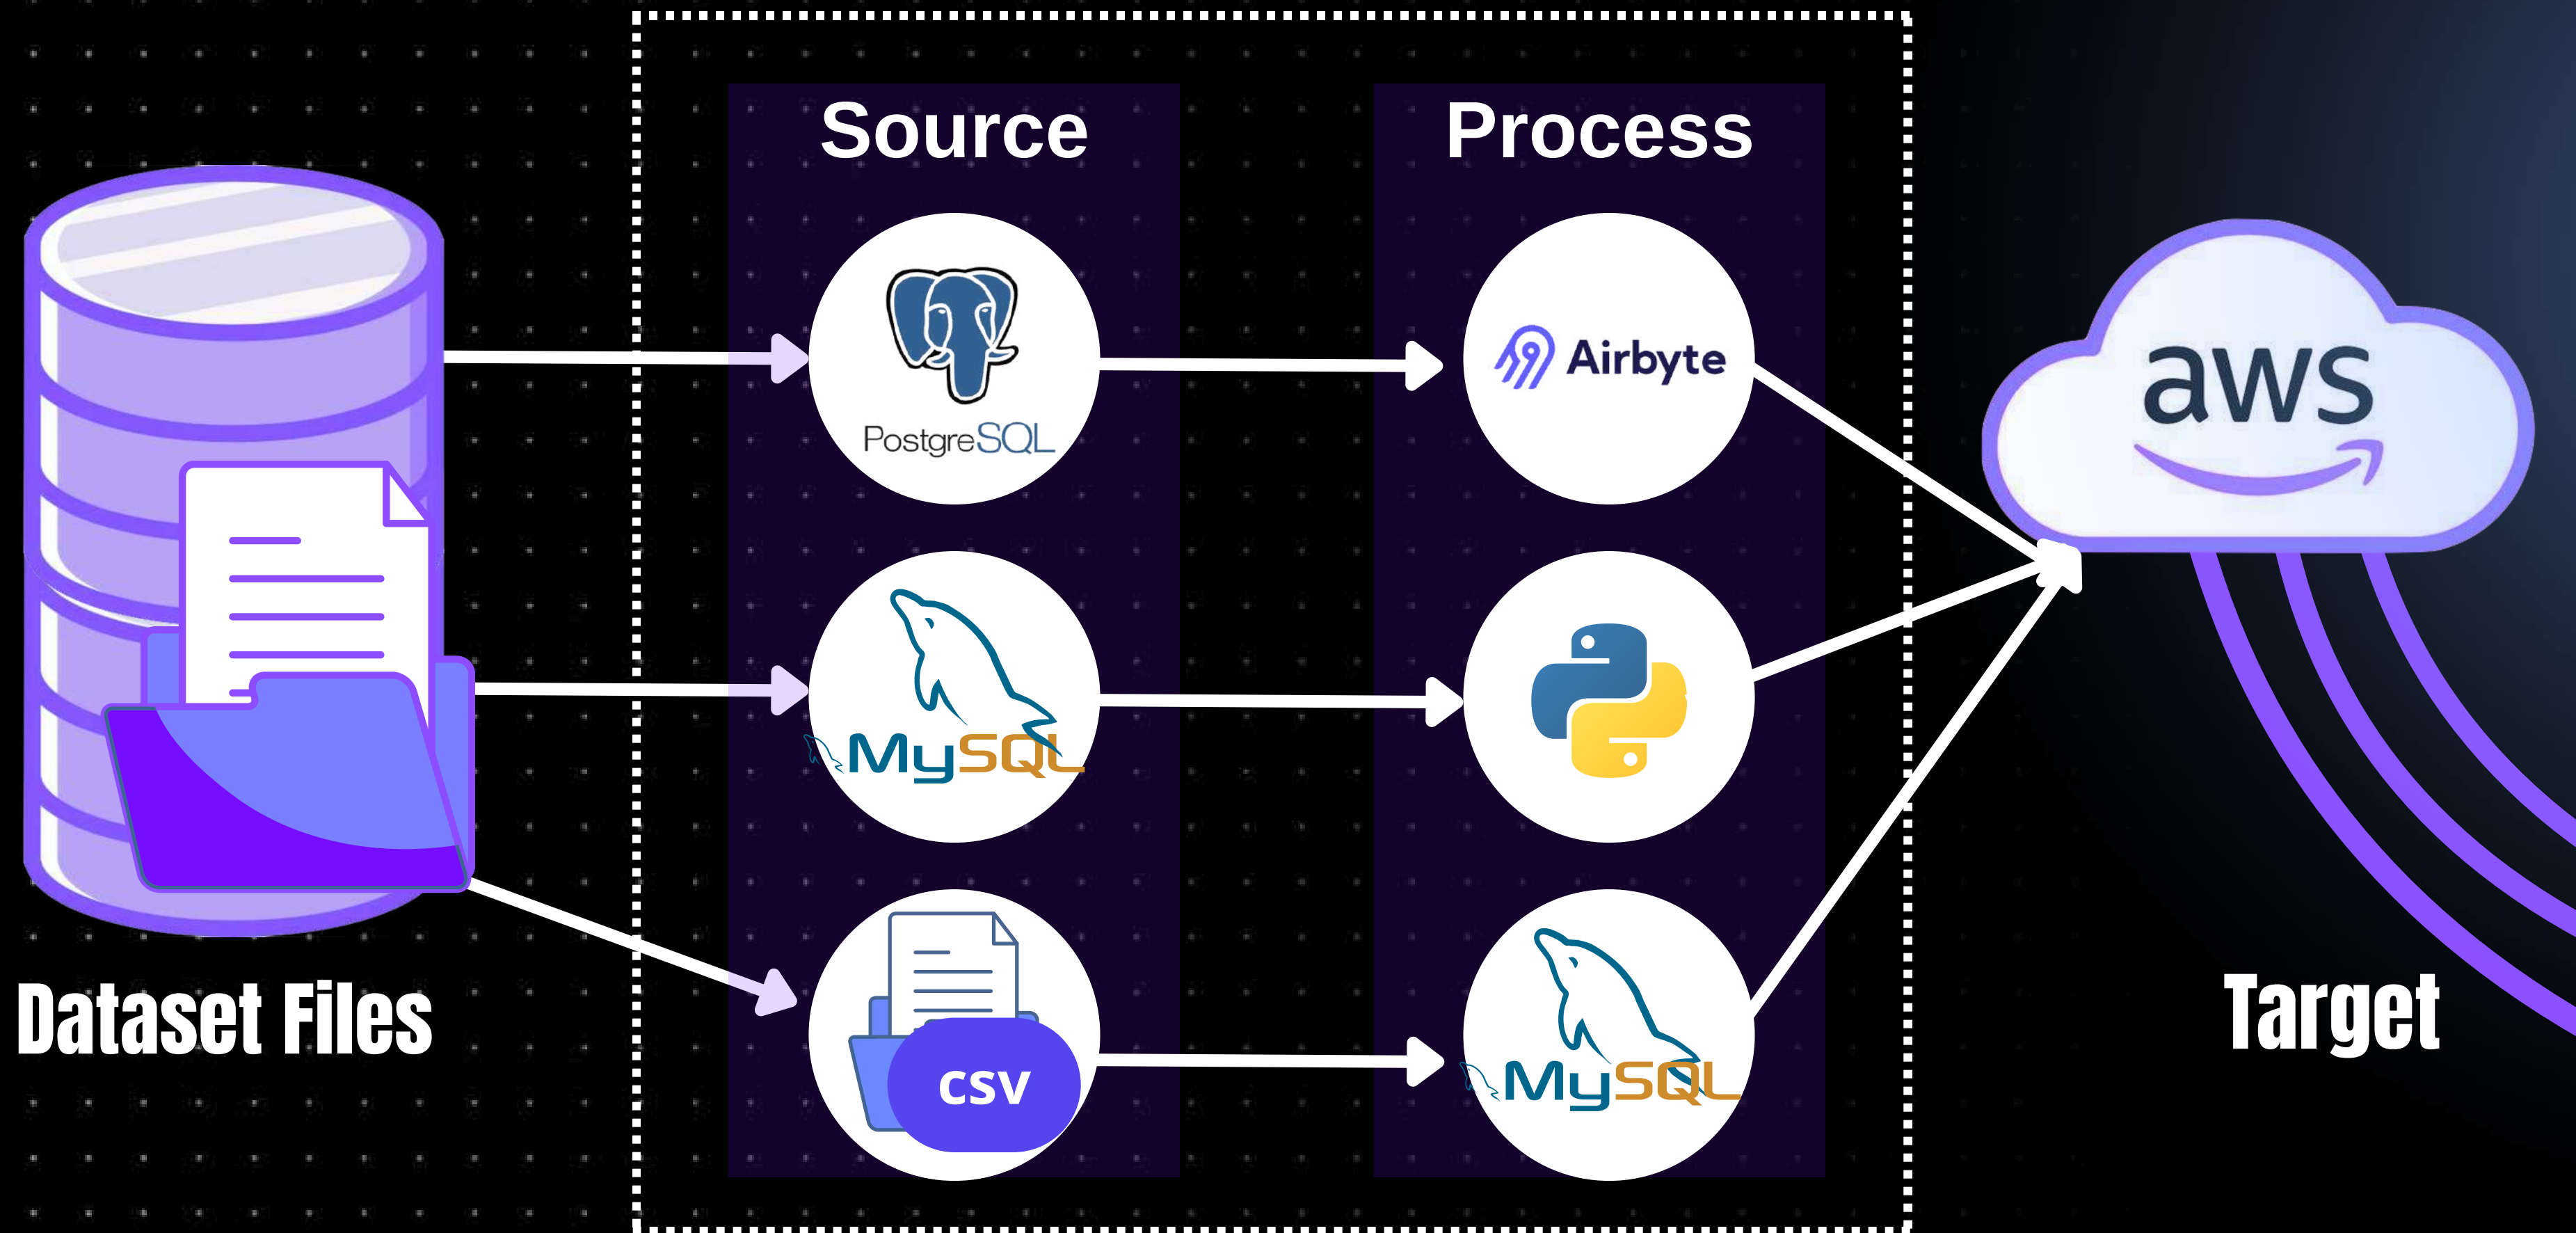 Source
Process
PostgreSQL
Airbyte
aws
MySQL
csv
MySQL
Dataset Files
Target